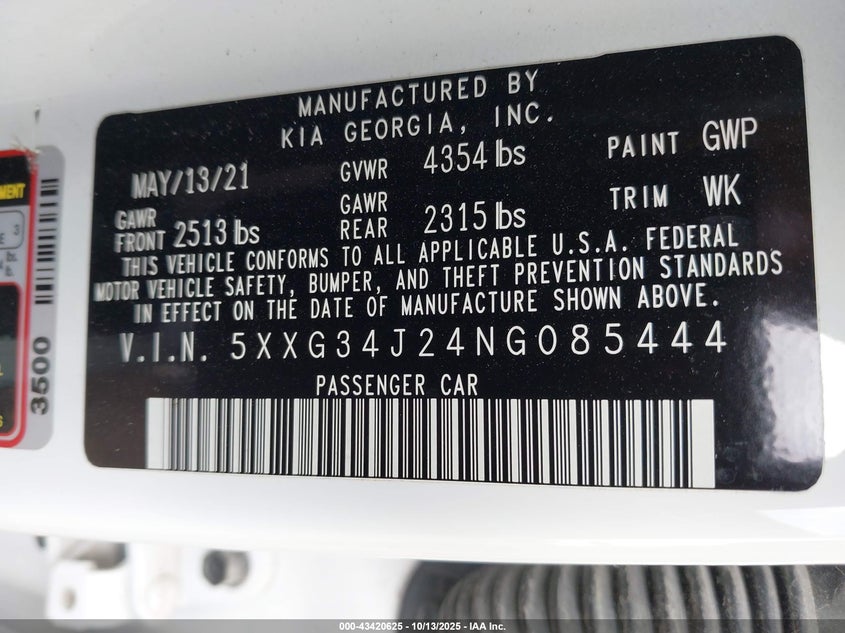 MANUFACTURED BY
KIA GEORGIA, INC.
MAY/13/21 GVWR 4354 lbs PAINT GWP
GAWR FRONT 2513 lbs GAWR REAR 2315 lbs TRIM WK
THIS VEHICLE CONFORMS TO ALL APPLICABLE U.S.A. FEDERAL
MOTOR VEHICLE SAFETY, BUMPER, AND THEFT PREVENTION STANDARDS
IN EFFECT ON THE DATE OF MANUFACTURE SHOWN ABOVE.
V.I.N. 5XXG34J24NG085444
PASSENGER CAR
3
lb.
3500
000-43420625 | 10/13/2025 - IAA Inc.